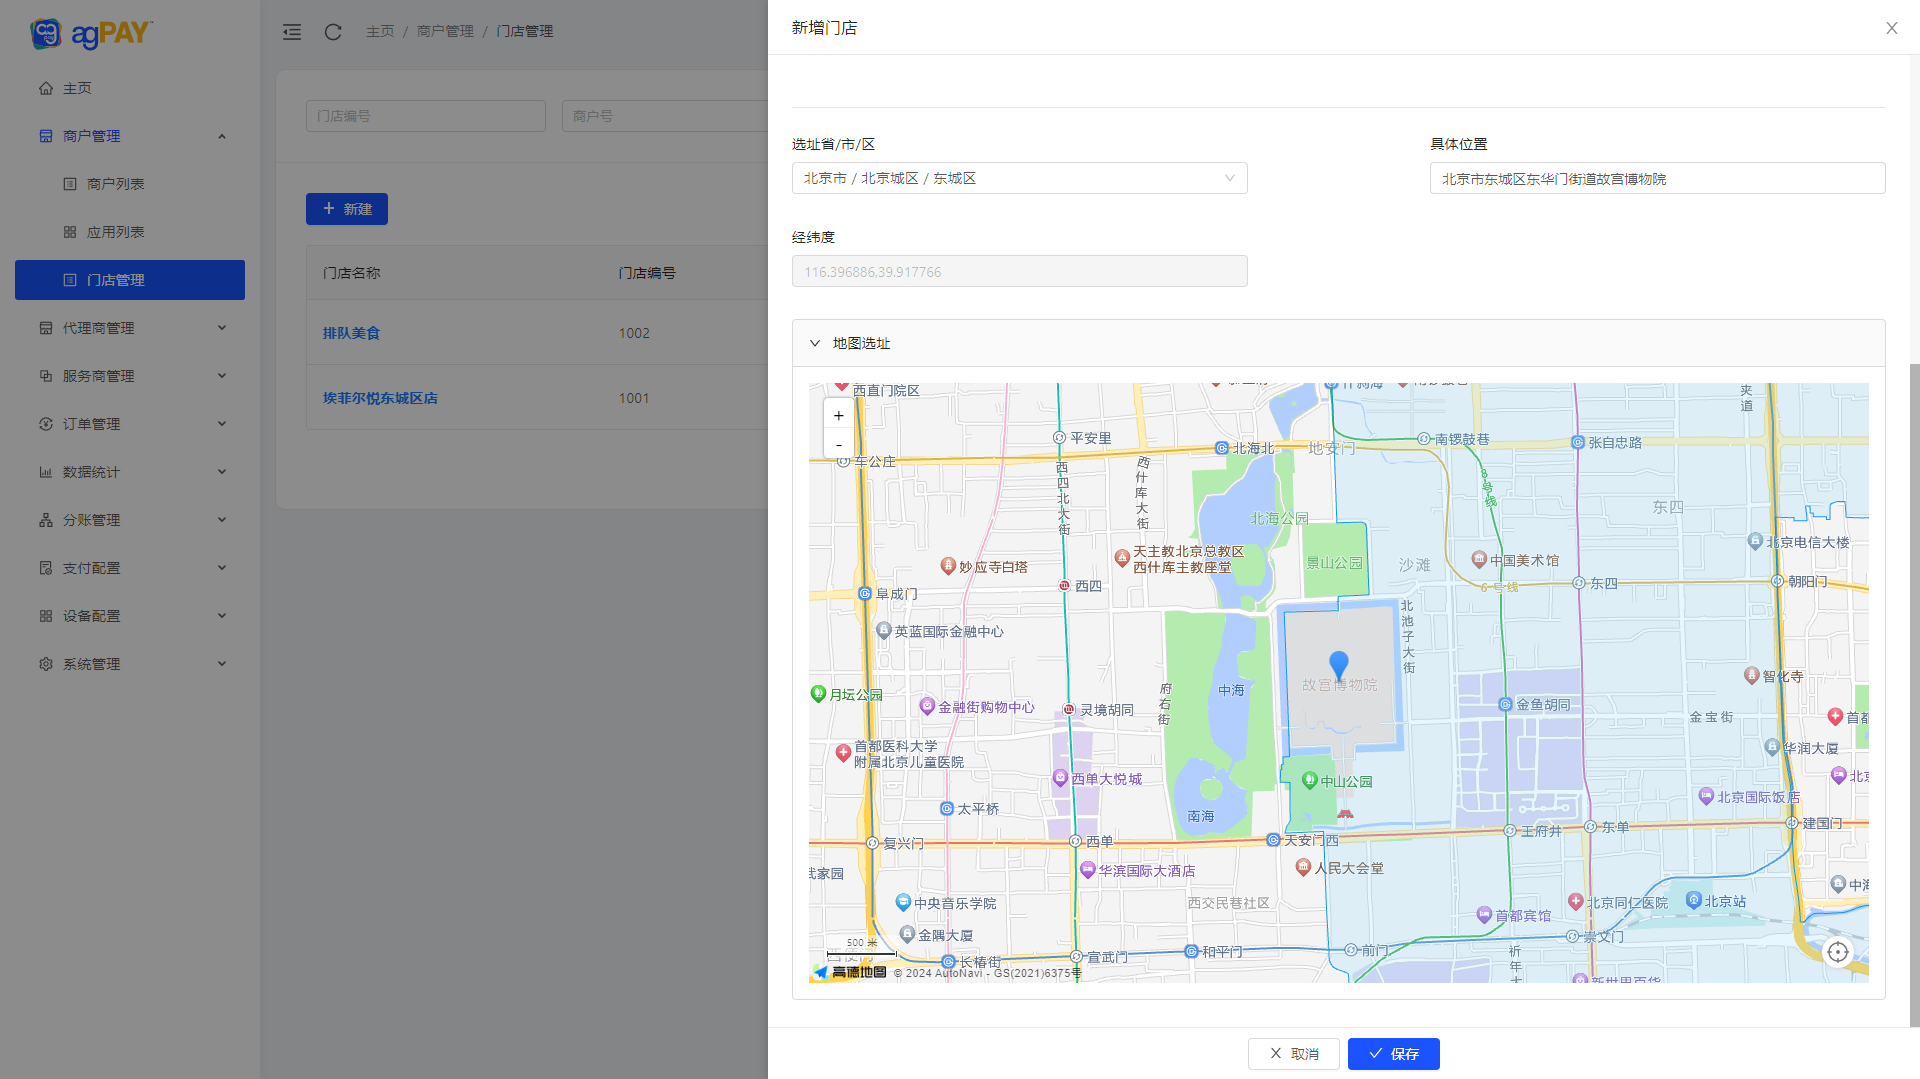 agPAY
主页 / 商户管理 / 门店管理
主页
商户管理
商户列表
应用列表
门店管理
代理商管理
服务商管理
订单管理
数据统计
分账管理
支付配置
设备配置
系统管理
门店编号
商户号
新建
门店名称 门店编号
排队美食 1002
埃菲尔悦东城区店 1001
新增门店
选址省/市/区
北京市 / 北京城区 / 东城区
具体位置
北京市东城区东华门街道故宫博物院
经纬度
116.396886,39.917766
地图选址
+
-
西直门院区
夹道
平安里
北海北
地安门
南锣鼓巷
张自忠路
车公庄
西四北大街
西什库大街
8号线
东四
北海公园
北京电信大楼
天主教北京总教区
西什库主教座堂
妙应寺白塔
景山公园
沙滩
中国美术馆
西四
6号线
东四
朝阳门
阜成门
北池子大街
英蓝国际金融中心
智化寺
故宫博物院
中海
月坛公园
府右街
金融街购物中心
灵境胡同
金鱼胡同
金宝街
首都医科大学
附属北京儿童医院
华润大厦
西单大悦城
中山公园
北京国际饭店
太平桥
南海
建国门
王府井
东单
复兴门
西单
天安门西
人民大会堂
华滨国际大酒店
中央音乐学院
西交民巷社区
首都宾馆
北京同仁医院
北京站
金隅大厦
崇文门
500 米
长椿街
宣武门
和平门
前门
祈年大
高德地图 © 2024 AutoNavi - GS(2021)6375号
取消
保存